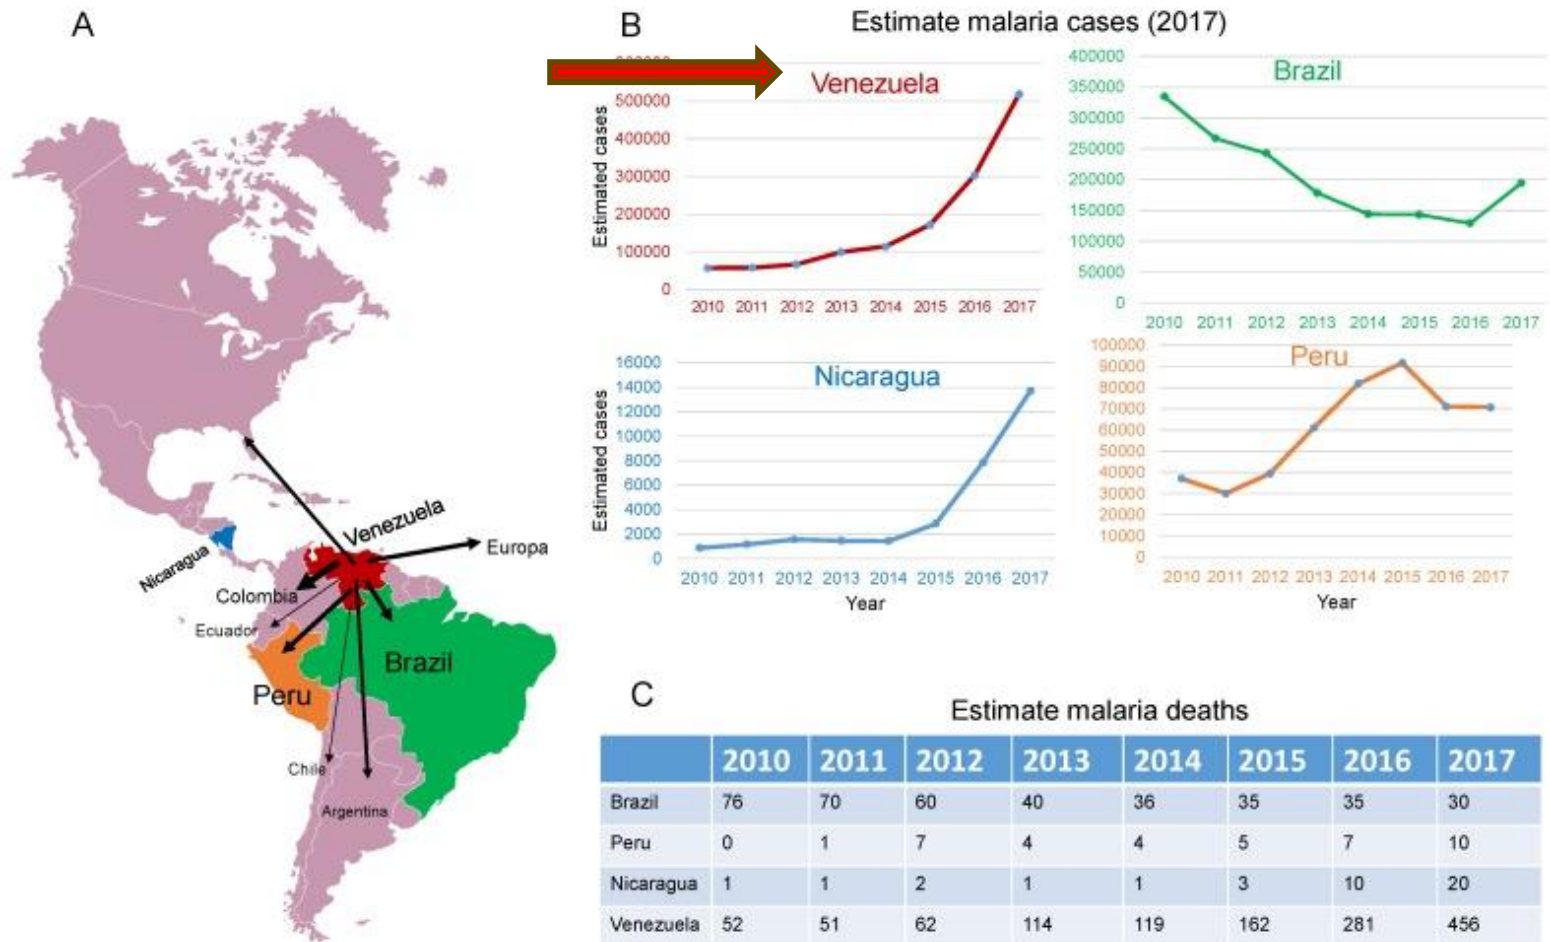 A
Venezuela
Nicaragua
Europa
Colombia
Ecuador
Brazil
Peru
Chile
Argentina
B
Estimate malaria cases (2017)
Venezuela
Estimated cases
500000
400000
300000
200000
100000
0
2010 2011 2012 2013 2014 2015 2016 2017
Brazil
400000
350000
300000
250000
200000
150000
100000
50000
0
2010 2011 2012 2013 2014 2015 2016 2017
Nicaragua
Estimated cases
16000
14000
12000
10000
8000
6000
4000
2000
0
2010 2011 2012 2013 2014 2015 2016 2017
Year
Peru
100000
90000
80000
70000
60000
50000
40000
30000
20000
10000
0
2010 2011 2012 2013 2014 2015 2016 2017
Year
C
Estimate malaria deaths
2010 2011 2012 2013 2014 2015 2016 2017
Brazil 76 70 60 40 36 35 35 30
Peru 0 1 7 4 4 5 7 10
Nicaragua 1 1 2 1 1 3 10 20
Venezuela 52 51 62 114 119 162 281 456